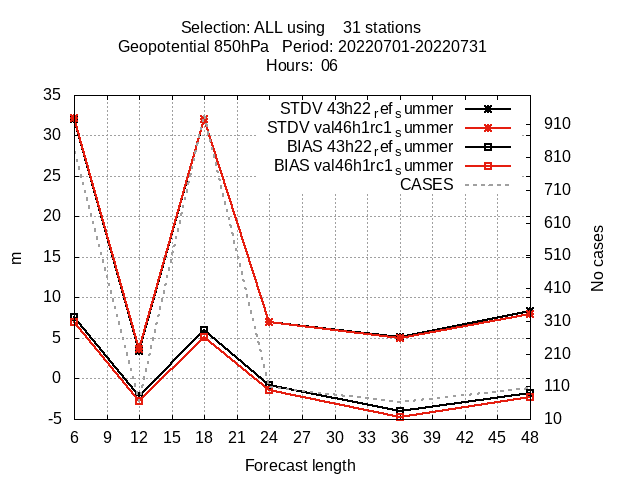 Selection: ALL using    31 stations
Geopotential 850hPa   Period: 20220701-20220731
Hours:  06
STDV 43h22_ref_summer
STDV val46h1rc1_summer
BIAS 43h22_ref_summer
BIAS val46h1rc1_summer
CASES
35
30
25
20
15
10
5
0
-5
m
910
810
710
610
510
410
310
210
110
10
No cases
6 9 12 15 18 21 24 27 30 33 36 39 42 45 48
Forecast length